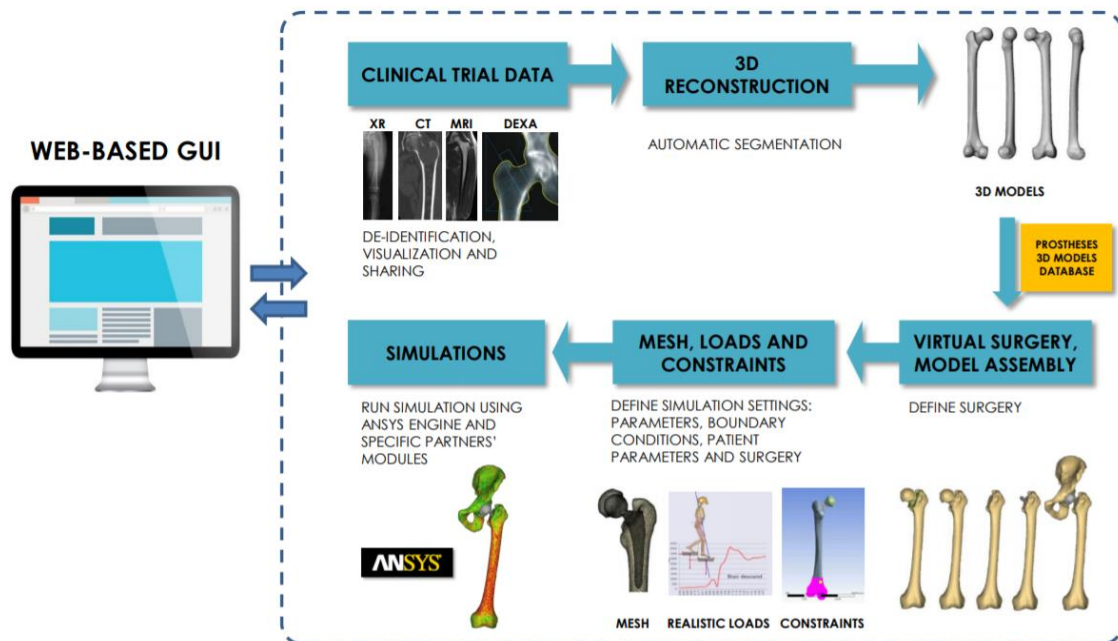 WEB-BASED GUI
CLINICAL TRIAL DATA
XR
CT
MRI
DEXA
DE-IDENTIFICATION,
VISUALIZATION AND
SHARING
3D
RECONSTRUCTION
AUTOMATIC SEGMENTATION
3D MODELS
PROSTHESES
3D MODELS
DATABASE
VIRTUAL SURGERY,
MODEL ASSEMBLY
DEFINE SURGERY
MESH, LOADS AND
CONSTRAINTS
DEFINE SIMULATION SETTINGS:
PARAMETERS, BOUNDARY
CONDITIONS, PATIENT
PARAMETERS AND SURGERY
Stair descend
MESH
REALISTIC LOADS
CONSTRAINTS
SIMULATIONS
RUN SIMULATION USING
ANSYS ENGINE AND
SPECIFIC PARTNERS'
MODULES
ANSYS